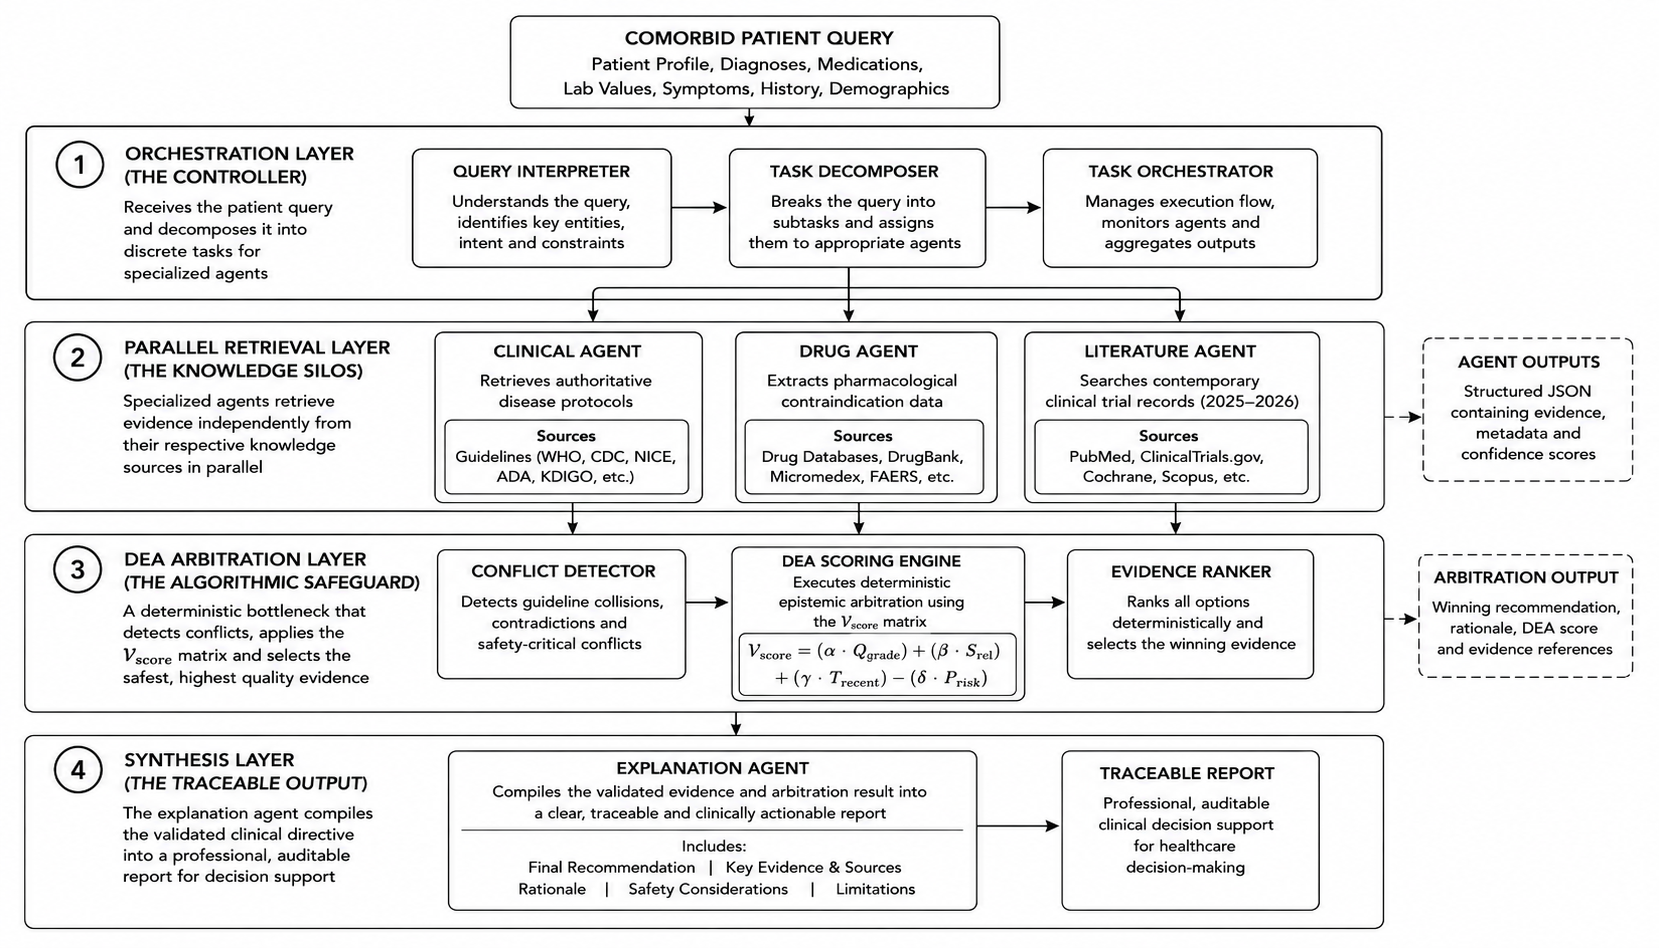 COMORBID PATIENT QUERY
Patient Profile, Diagnoses, Medications,
Lab Values, Symptoms, History, Demographics
1
ORCHESTRATION LAYER
(THE CONTROLLER)
Receives the patient query
and decomposes it into
discrete tasks for
specialized agents
QUERY INTERPRETER
Understands the query,
identifies key entities,
intent and constraints
TASK DECOMPOSER
Breaks the query into
subtasks and assigns
them to appropriate agents
TASK ORCHESTRATOR
Manages execution flow,
monitors agents and
aggregates outputs
2
PARALLEL RETRIEVAL LAYER
(THE KNOWLEDGE SILOS)
Specialized agents retrieve
evidence independently from
their respective knowledge
sources in parallel
CLINICAL AGENT
Retrieves authoritative
disease protocols
Sources
Guidelines (WHO, CDC, NICE,
ADA, KDIGO, etc.)
DRUG AGENT
Extracts pharmacological
contraindication data
Sources
Drug Databases, DrugBank,
Micromedex, FAERS, etc.
LITERATURE AGENT
Searches contemporary
clinical trial records (2025–2026)
Sources
PubMed, ClinicalTrials.gov,
Cochrane, Scopus, etc.
AGENT OUTPUTS
Structured JSON
containing evidence,
metadata and
confidence scores
3
DEA ARBITRATION LAYER
(THE ALGORITHMIC SAFEGUARD)
A deterministic bottleneck that
detects conflicts, applies the
𝒱score matrix and selects the
safest, highest quality evidence
CONFLICT DETECTOR
Detects guideline collisions,
contradictions and
safety-critical conflicts
DEA SCORING ENGINE
Executes deterministic
epistemic arbitration using
the 𝒱score matrix
𝒱score = (α · Qgrade) + (β · Srel)
+ (γ · Trecent) − (δ · Prisk)
EVIDENCE RANKER
Ranks all options
deterministically and
selects the winning evidence
ARBITRATION OUTPUT
Winning recommendation,
rationale, DEA score
and evidence references
4
SYNTHESIS LAYER
(THE TRACEABLE OUTPUT)
The explanation agent compiles
the validated clinical directive
into a professional, auditable
report for decision support
EXPLANATION AGENT
Compiles the validated evidence and arbitration result into
a clear, traceable and clinically actionable report
Includes:
Final Recommendation | Key Evidence & Sources
Rationale | Safety Considerations | Limitations
TRACEABLE REPORT
Professional, auditable
clinical decision support
for healthcare
decision-making